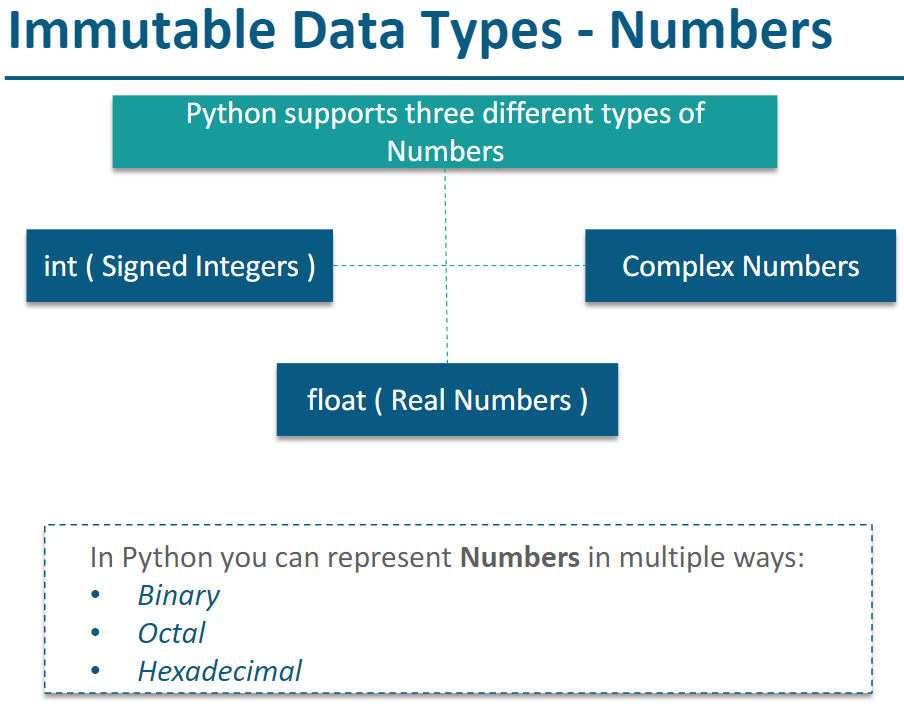 Immutable Data Types - Numbers
Python supports three different types of
Numbers
int ( Signed Integers )
Complex Numbers
float ( Real Numbers )
In Python you can represent Numbers in multiple ways:
• Binary
• Octal
• Hexadecimal